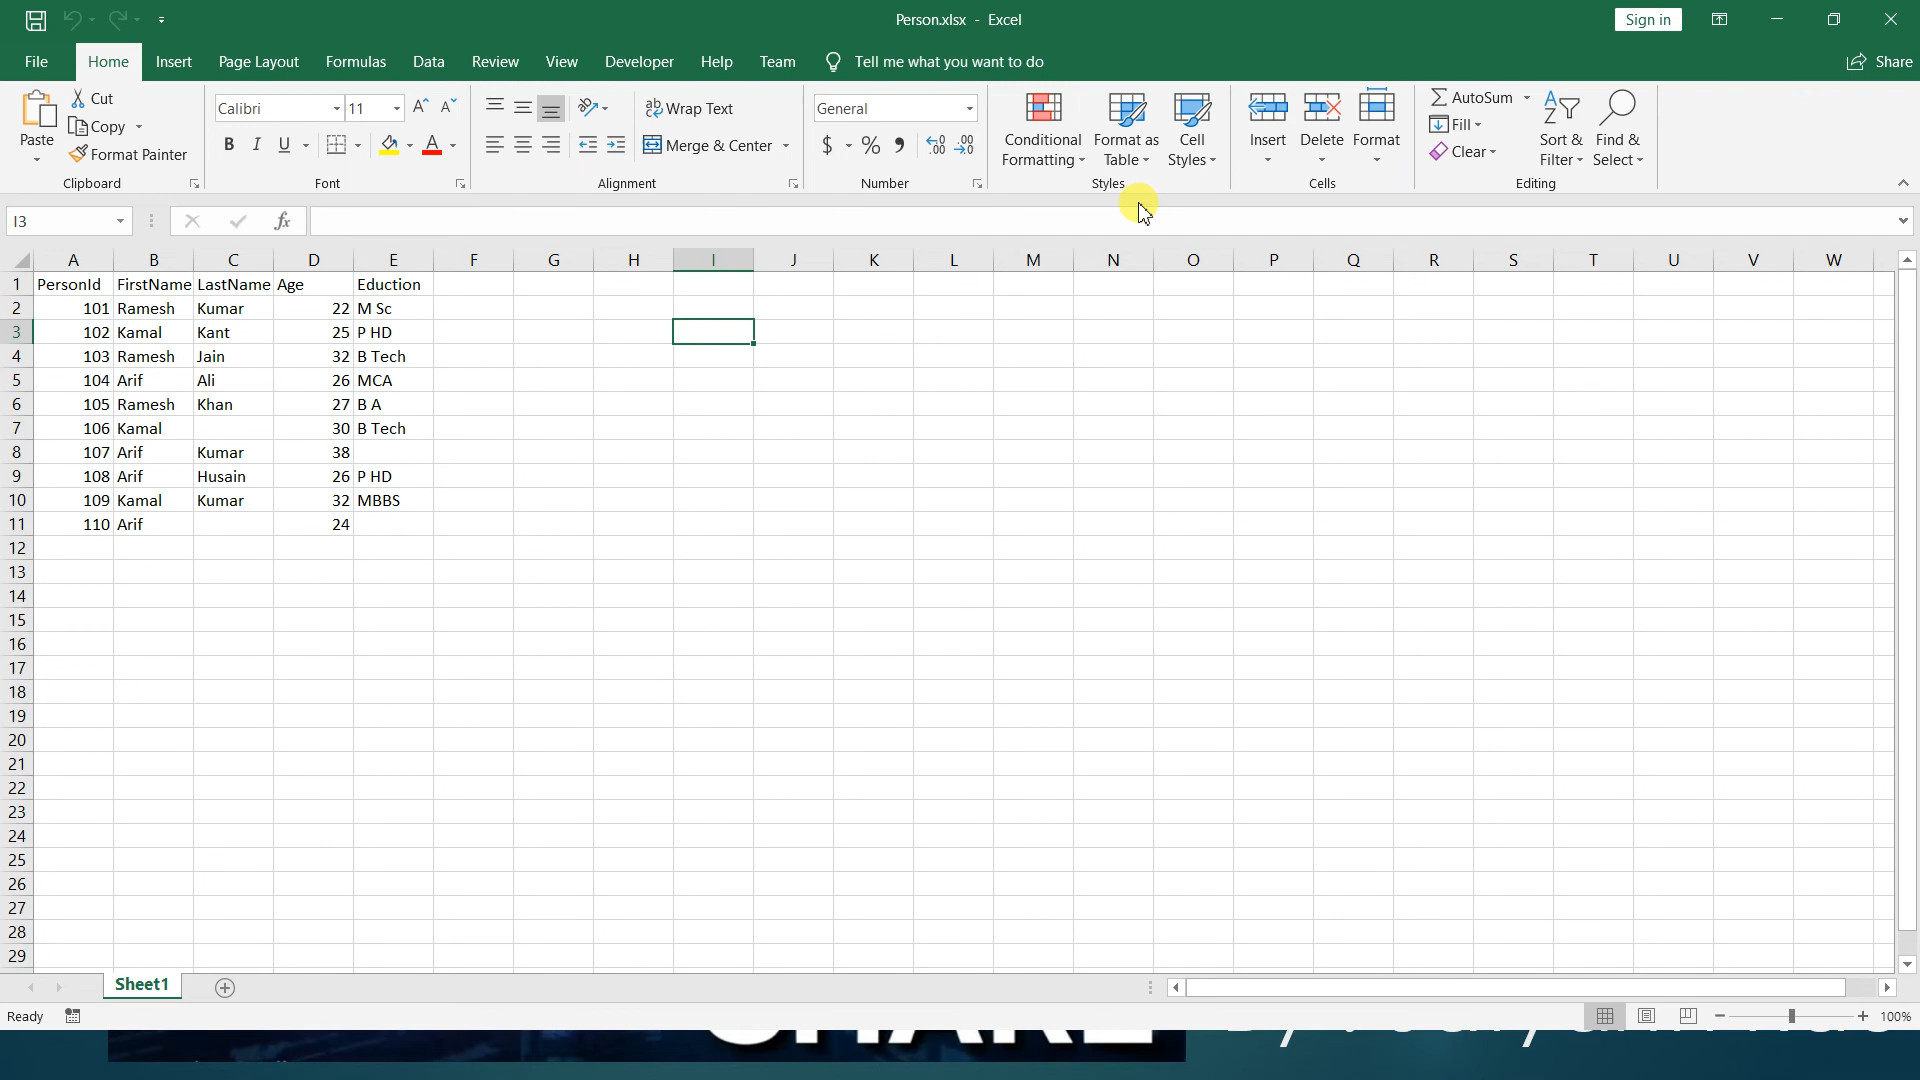 Person.xlsx - Excel
Sign in
File Home Insert Page Layout Formulas Data Review View Developer Help Team Tell me what you want to do Share
Paste
Cut
Copy
Format Painter
Clipboard
Calibri 11
B I U A
Font
Wrap Text
Merge & Center
Alignment
General
$ % ,
Number
Conditional Formatting
Format as Table
Cell Styles
Styles
Insert Delete Format
Cells
AutoSum
Fill
Clear
Sort & Filter
Find & Select
Editing
I3 fx
A B C D E F G H I J K L M N O P Q R S T U V W
1 PersonId FirstName LastName Age Eduction
2 101 Ramesh Kumar 22 M Sc
3 102 Kamal Kant 25 P HD
4 103 Ramesh Jain 32 B Tech
5 104 Arif Ali 26 MCA
6 105 Ramesh Khan 27 B A
7 106 Kamal 30 B Tech
8 107 Arif Kumar 38
9 108 Arif Husain 26 P HD
10 109 Kamal Kumar 32 MBBS
11 110 Arif 24
12
13
14
15
16
17
18
19
20
21
22
23
24
25
26
27
28
29
Sheet1
Ready 100%